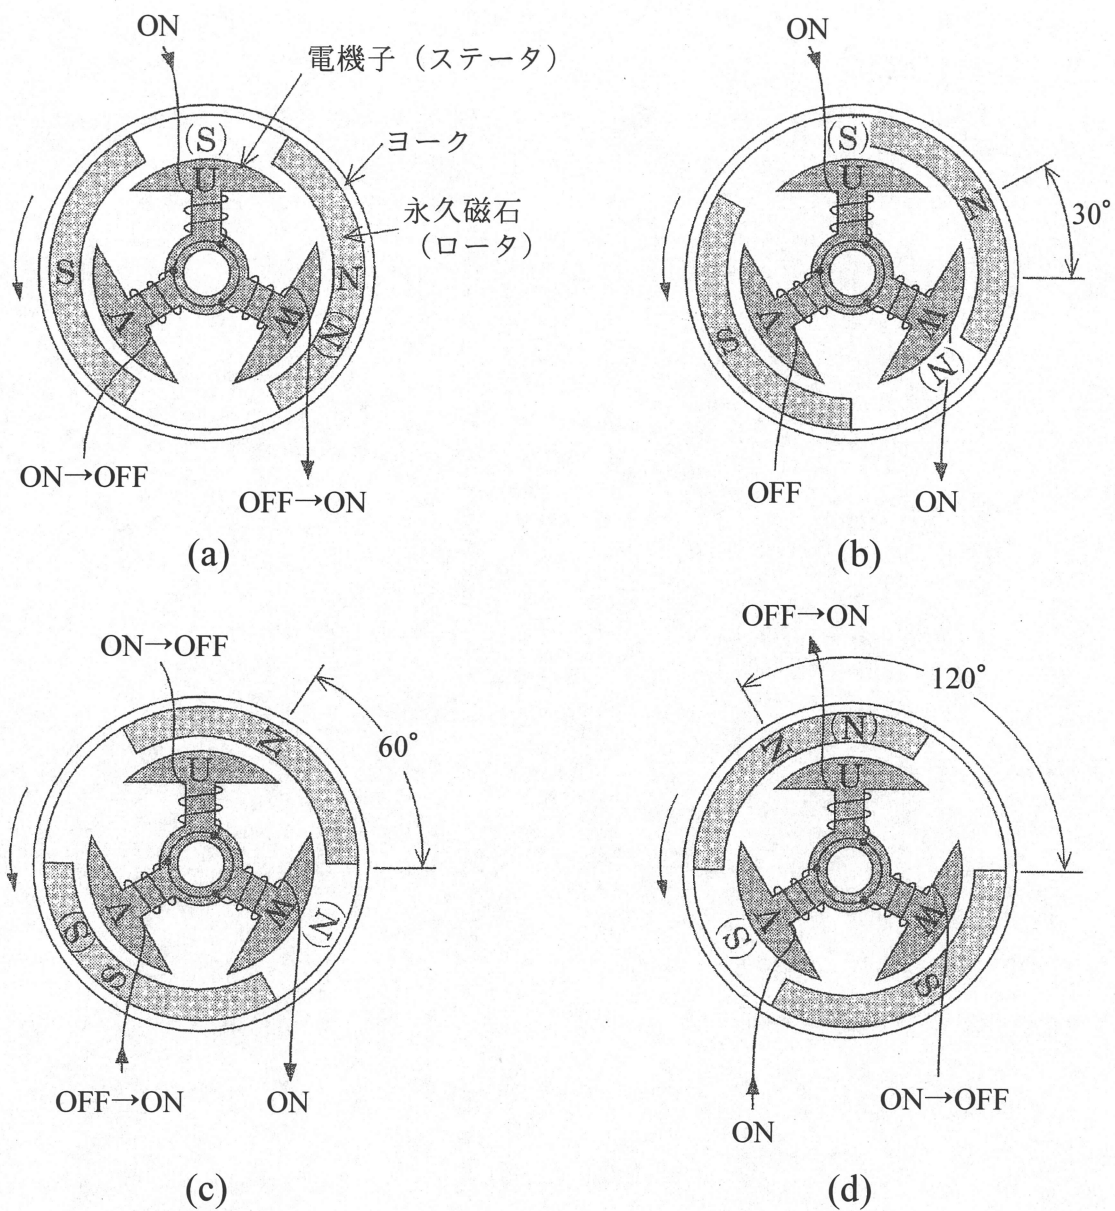 ON
電機子（ステータ）
(S)
U
ヨーク
永久磁石
（ロータ）
S
N
V
W
(N)
ON→OFF
OFF→ON
(a)
ON
(S)
U
N
30°
V
W
S
(N)
OFF
ON
(b)
ON→OFF
N
60°
U
V
W
(S)
S
(N)
OFF→ON
ON
(c)
OFF→ON
120°
N
(N)
U
V
W
(S)
S
ON→OFF
ON
(d)